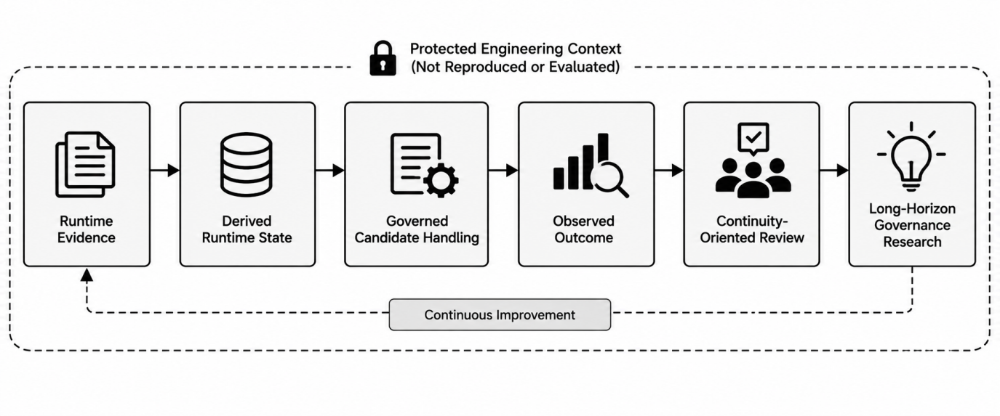 Protected Engineering Context
(Not Reproduced or Evaluated)
Runtime
Evidence
Derived
Runtime State
Governed
Candidate Handling
Observed
Outcome
Continuity-
Oriented Review
Long-Horizon
Governance
Research
Continuous Improvement